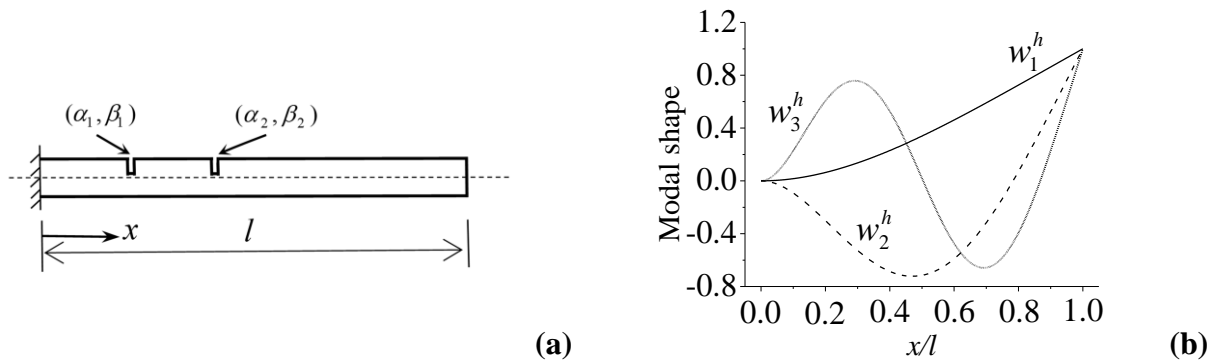 (α₁, β₁)
(α₂, β₂)
x
l
(a)
1.2
0.8
0.4
0.0
-0.4
-0.8
Modal shape
w₁ʰ
w₃ʰ
w₂ʰ
0.0 0.2 0.4 0.6 0.8 1.0
x/l
(b)